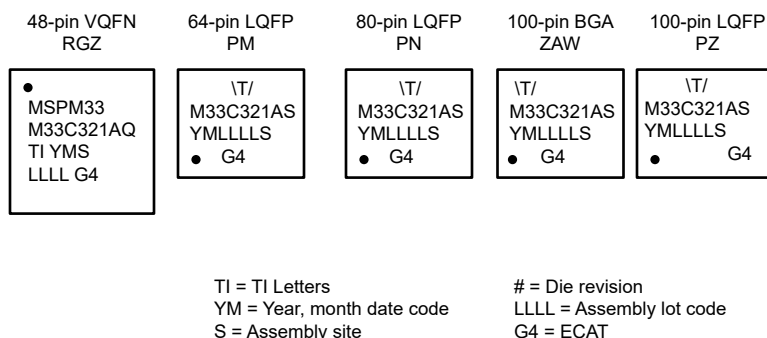 48-pin VQFN
RGZ
MSPM33
M33C321AQ
TI YMS
LLLL G4
64-pin LQFP
PM
\T/
M33C321AS
YMLLLLS
G4
80-pin LQFP
PN
\T/
M33C321AS
YMLLLLS
G4
100-pin BGA
ZAW
\T/
M33C321AS
YMLLLLS
G4
100-pin LQFP
PZ
\T/
M33C321AS
YMLLLLS
G4
TI = TI Letters
YM = Year, month date code
S = Assembly site
# = Die revision
LLLL = Assembly lot code
G4 = ECAT